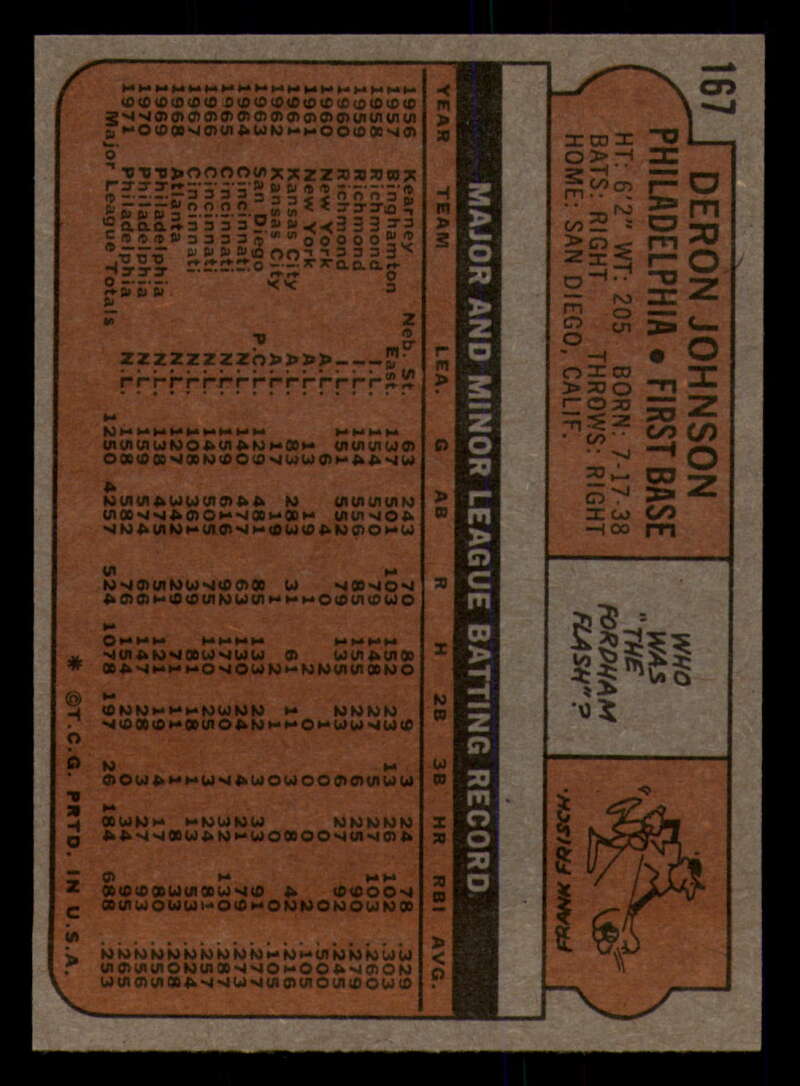 167
DERON JOHNSON
PHILADELPHIA • FIRST BASE
HT: 6'2" WT: 205 BORN: 7-17-38
BATS: RIGHT THROWS: RIGHT
HOME: SAN DIEGO, CALIF.
WHO
WAS
"THE
FORDHAM
FLASH"?
FRANK FRISCH.
MAJOR AND MINOR LEAGUE BATTING RECORD
YEAR TEAM LEA. G AB R H 2B 3B HR RBI AVG.
1956 Kearney Neb. St. 63 243 70 80 9 3 24 78 .329
1957 Binghamton East. 137 501 103 152 23 13 26 102 .303
1958 Richmond I.L. 154 570 79 148 27 5 27 103 .260
1959 Richmond I.L. 154 556 85 155 23 6 25 90 .279
1960 Richmond I.L. 151 552 79 135 23 6 27 92 .245
1960 New York A.L. 6 4 0 2 1 0 0 0 .500
1961 New York A.L. 13 19 1 2 0 0 0 2 .105
1961 Kansas City A.L. 83 283 31 61 11 3 8 42 .216
1962 Kansas City A.L. 17 19 1 2 1 0 0 0 .105
1963 San Diego P.C.L. 129 481 85 133 22 3 33 91 .277
1964 Cincinnati N.L. 140 477 63 130 24 4 21 79 .273
1965 Cincinnati N.L. 159 616 92 177 30 7 32 130 .287
1966 Cincinnati N.L. 142 505 75 130 25 3 24 81 .257
1967 Cincinnati N.L. 108 361 39 81 18 1 13 53 .224
1968 Atlanta N.L. 127 342 29 71 11 1 8 33 .208
1969 Philadelphia N.L. 138 475 51 121 19 4 17 80 .255
1970 Philadelphia N.L. 159 574 66 147 28 3 27 93 .256
1971 Philadelphia N.L. 158 582 76 154 29 0 34 95 .265
Major League Totals 1250 4257 524 1078 197 26 184 688 .253
* ©T.C.G. PRTD. IN U.S.A.